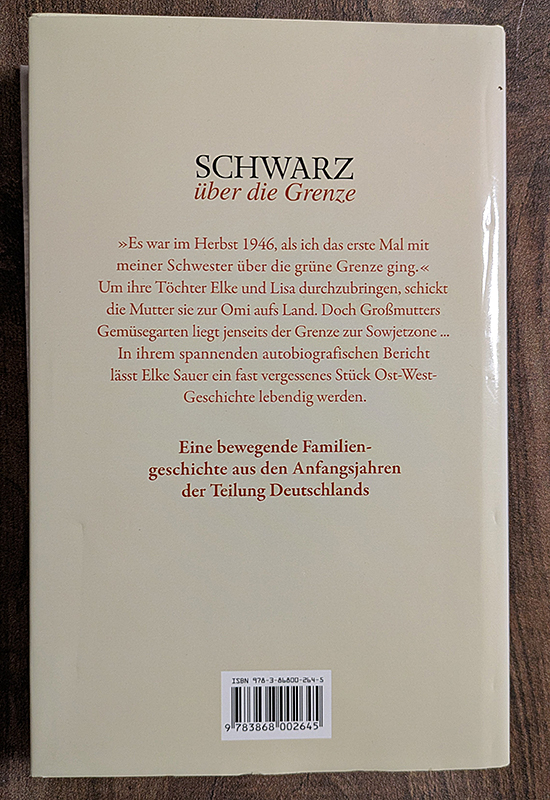 SCHWARZ
über die Grenze
»Es war im Herbst 1946, als ich das erste Mal mit
meiner Schwester über die grüne Grenze ging.«
Um ihre Töchter Elke und Lisa durchzubringen, schickt
die Mutter sie zur Omi aufs Land. Doch Großmutters
Gemüsegarten liegt jenseits der Grenze zur Sowjetzone ...
In ihrem spannenden autobiografischen Bericht
lässt Elke Sauer ein fast vergessenes Stück Ost-West-
Geschichte lebendig werden.
Eine bewegende Familien-
geschichte aus den Anfangsjahren
der Teilung Deutschlands
ISBN 978-3-86800-264-5
9 783868 002645